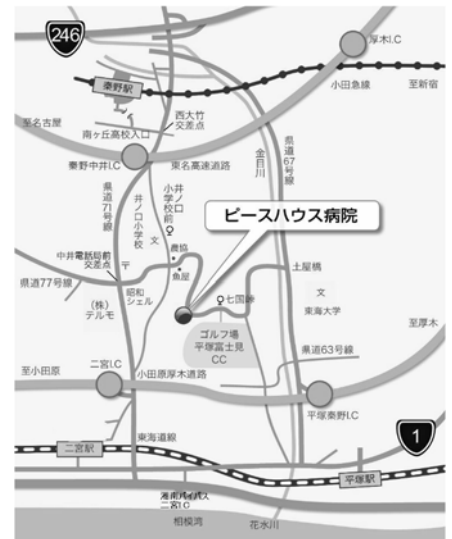 246
厚木I.C
秦野駅
小田急線
至新宿
西大竹
交差点
至名古屋
南ヶ丘高校入口
秦野中井I.C
東名高速道路
金目川
県道67号線
県道71号線
井ノ口小学校
井ノ口
小学校前
文
ピースハウス病院
農協
魚屋
中井電話局前
交差点
〒
県道77号線
昭和
シェル
(株)
テルモ
土屋橋
七国峠
文
東海大学
ゴルフ場
平塚富士見
CC
至厚木
県道63号線
至小田原
二宮I.C
小田原厚木道路
平塚秦野I.C
1
東海道線
二宮駅
平塚駅
湘南バイパス
二宮I.C
相模湾
花水川